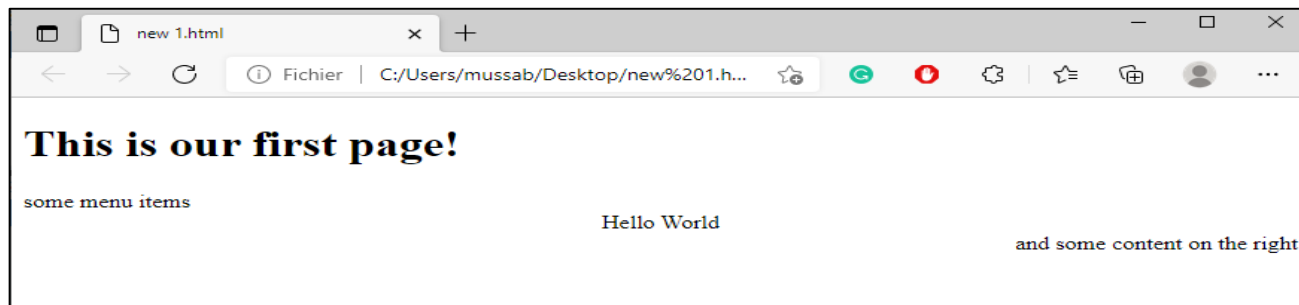 new 1.html
Fichier C:/Users/mussab/Desktop/new%201.h...
This is our first page!
some menu items
Hello World
and some content on the right